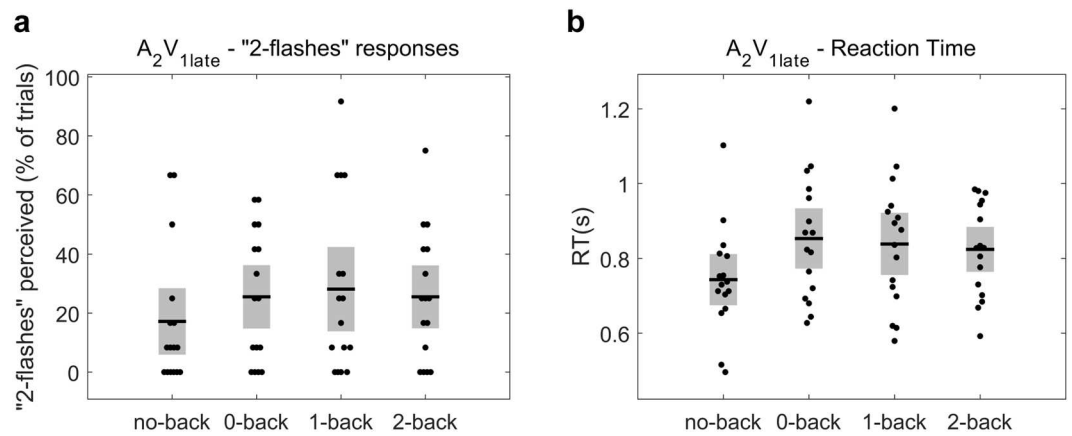 a
A2V1late - "2-flashes" responses
"2-flashes" perceived (% of trials)
100
80
60
40
20
0
no-back 0-back 1-back 2-back
b
A2V1late - Reaction Time
RT(s)
1.2
1
0.8
0.6
no-back 0-back 1-back 2-back